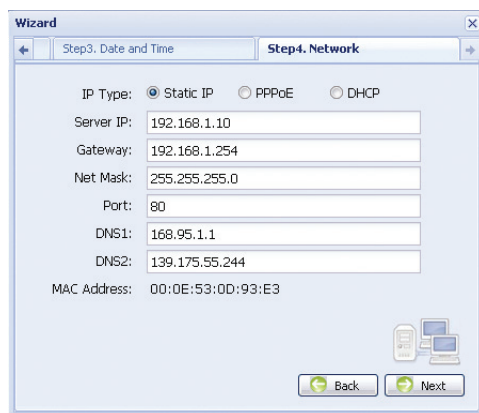 Wizard
Step3. Date and Time Step4. Network
IP Type: Static IP PPPoE DHCP
Server IP: 192.168.1.10
Gateway: 192.168.1.254
Net Mask: 255.255.255.0
Port: 80
DNS1: 168.95.1.1
DNS2: 139.175.55.244
MAC Address: 00:0E:53:0D:93:E3
Back Next